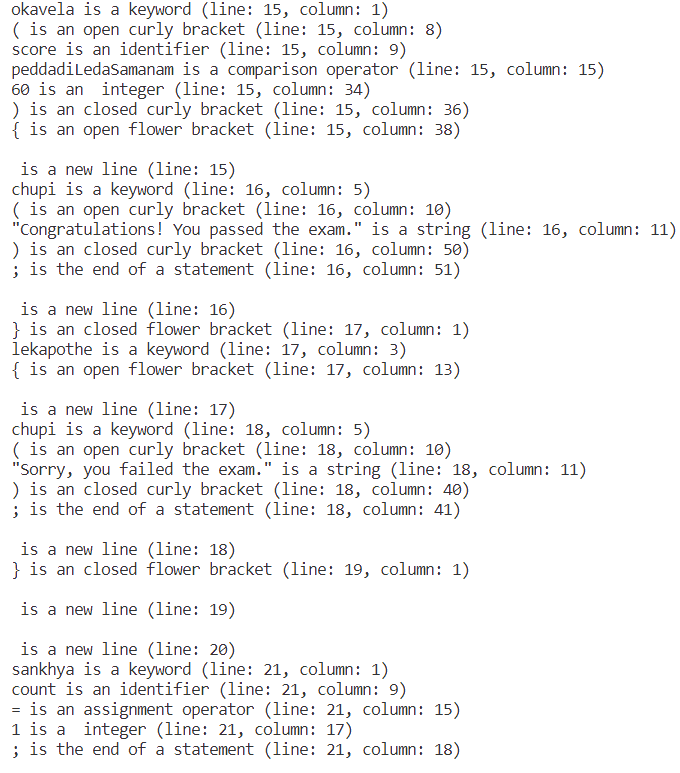 okavela is a keyword (line: 15, column: 1)
( is an open curly bracket (line: 15, column: 8)
score is an identifier (line: 15, column: 9)
peddadiLedaSamanam is a comparison operator (line: 15, column: 15)
60 is an  integer (line: 15, column: 34)
) is an closed curly bracket (line: 15, column: 36)
{ is an open flower bracket (line: 15, column: 38)

 is a new line (line: 15)
chupi is a keyword (line: 16, column: 5)
( is an open curly bracket (line: 16, column: 10)
"Congratulations! You passed the exam." is a string (line: 16, column: 11)
) is an closed curly bracket (line: 16, column: 50)
; is the end of a statement (line: 16, column: 51)

 is a new line (line: 16)
} is an closed flower bracket (line: 17, column: 1)
lekapothe is a keyword (line: 17, column: 3)
{ is an open flower bracket (line: 17, column: 13)

 is a new line (line: 17)
chupi is a keyword (line: 18, column: 5)
( is an open curly bracket (line: 18, column: 10)
"Sorry, you failed the exam." is a string (line: 18, column: 11)
) is an closed curly bracket (line: 18, column: 40)
; is the end of a statement (line: 18, column: 41)

 is a new line (line: 18)
} is an closed flower bracket (line: 19, column: 1)

 is a new line (line: 19)

 is a new line (line: 20)
sankhya is a keyword (line: 21, column: 1)
count is an identifier (line: 21, column: 9)
= is an assignment operator (line: 21, column: 15)
1 is a  integer (line: 21, column: 17)
; is the end of a statement (line: 21, column: 18)